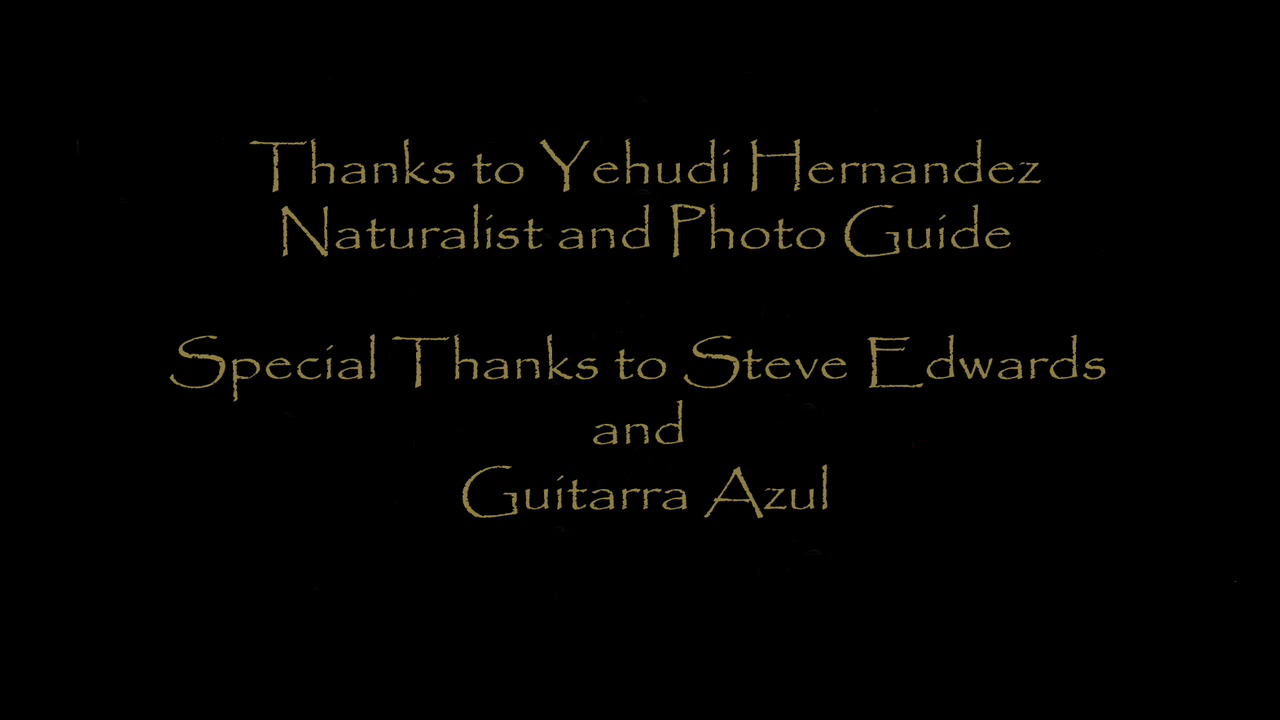 Thanks to Yehudi Hernandez
Naturalist and Photo Guide
Special Thanks to Steve Edwards
and
Guitarra Azul